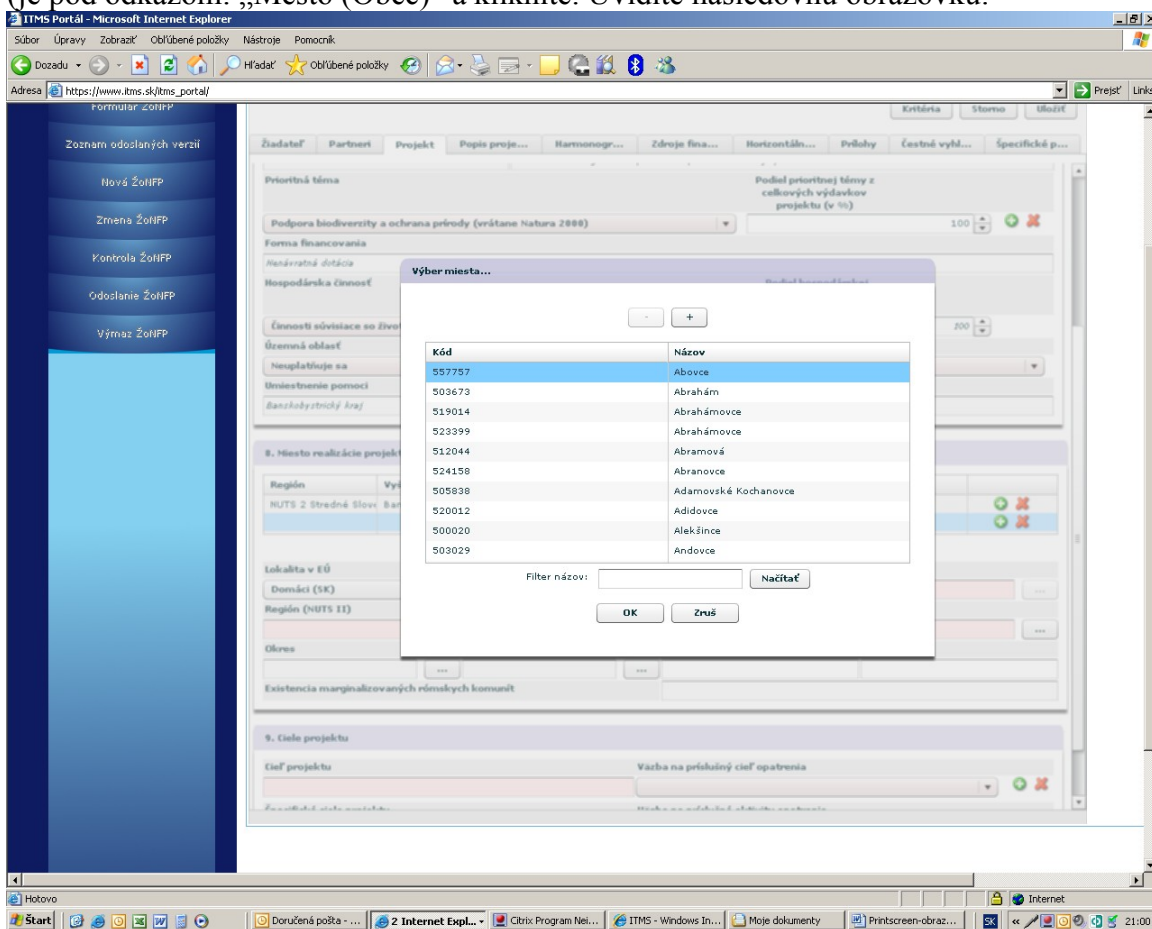 (je pod odkazom: „Mesto (Obec)“ a kliknite. Uvidíte nasledovnú obrazovku:
ITMS Portál - Microsoft Internet Explorer
Súbor Úpravy Zobraziť Obľúbené položky Nástroje Pomocník
Dozadu Hľadať Obľúbené položky
Adresa https://www.itms.sk/itms_portal/ Prejsť Links
Formulár ŽoNFP
Zoznam odoslaných verzií
Nová ŽoNFP
Zmena ŽoNFP
Kontrola ŽoNFP
Odoslanie ŽoNFP
Výmaz ŽoNFP
Kritéria Storno Uložiť
Žiadateľ Partneri Projekt Popis proje... Harmonogr... Zdroje fina... Horizontáln... Prílohy Čestné vyhl... Špecifické p...
Prioritná téma Podiel prioritnej témy z
celkových výdavkov
projektu (v %)
Podpora biodiverzity a ochrana prírody (vrátane Natura 2000) 100
Forma financovania
Nenávratná dotácia
Hospodárska činnosť
Činnosti súvisiace so 100
Územná oblasť
Neuplatňuje sa
Umiestnenie pomoci
Banskobystrický kraj
Výber miesta...
- +
Kód Názov
557757 Abovce
503673 Abrahám
519014 Abrahámovce
523399 Abrahámovce
512044 Abramová
524158 Abranovce
505838 Adamovské Kochanovce
520012 Adidovce
500020 Alekšince
503029 Andovce
Filter názov: Načítať
OK Zruš
8. Miesto realizácie projekt
Región
NUTS 2 Stredné Slov
Lokalita v EÚ
Domáci (SK) ...
Región (NUTS II)
...
Okres
... ...
Existencia marginalizovaných rómskych komunít
9. Ciele projektu
Cieľ projektu Väzba na príslušný cieľ opatrenia
Hotovo Internet
Štart Doručená pošta - ... 2 Internet Expl... Citrix Program Nei... ITMS - Windows In... Moje dokumenty Printscreen-obraz... SK « 21:00